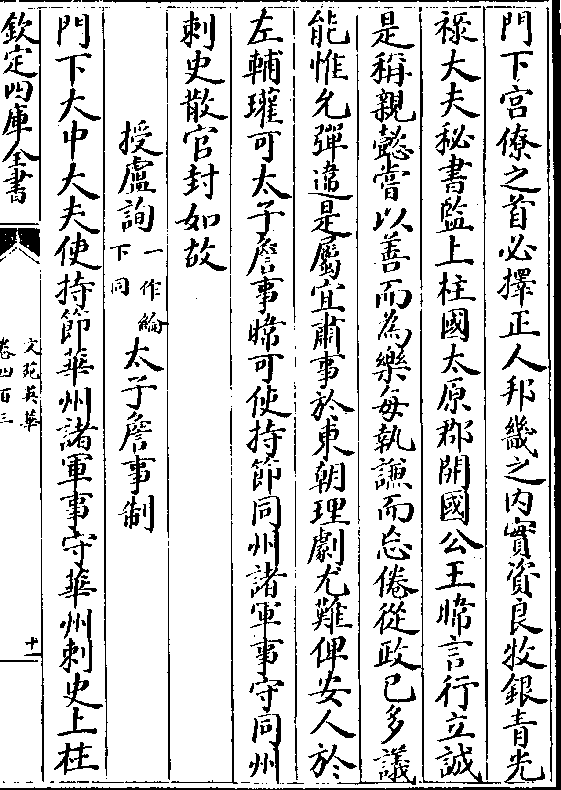 門下宫僚之首必擇正人邦畿之内實資良牧銀青光
禄大夫秘書監上柱國太原郡開國公王暐言行立誠
是稱親懿嘗以善而為樂每執謙而忘倦從政已多議
能惟允彈違是屬宜肅事於東朝理劇尤難俾安人於
左輔瓘可太子詹事暐可使持節同州諸軍事守同州
刺史散官封如故
授盧詢一作綸下同太子詹事制
門下大中大夫使持節華州諸軍事守華州刺史上柱
欽定四庫全書
文苑英華
卷四百三
十